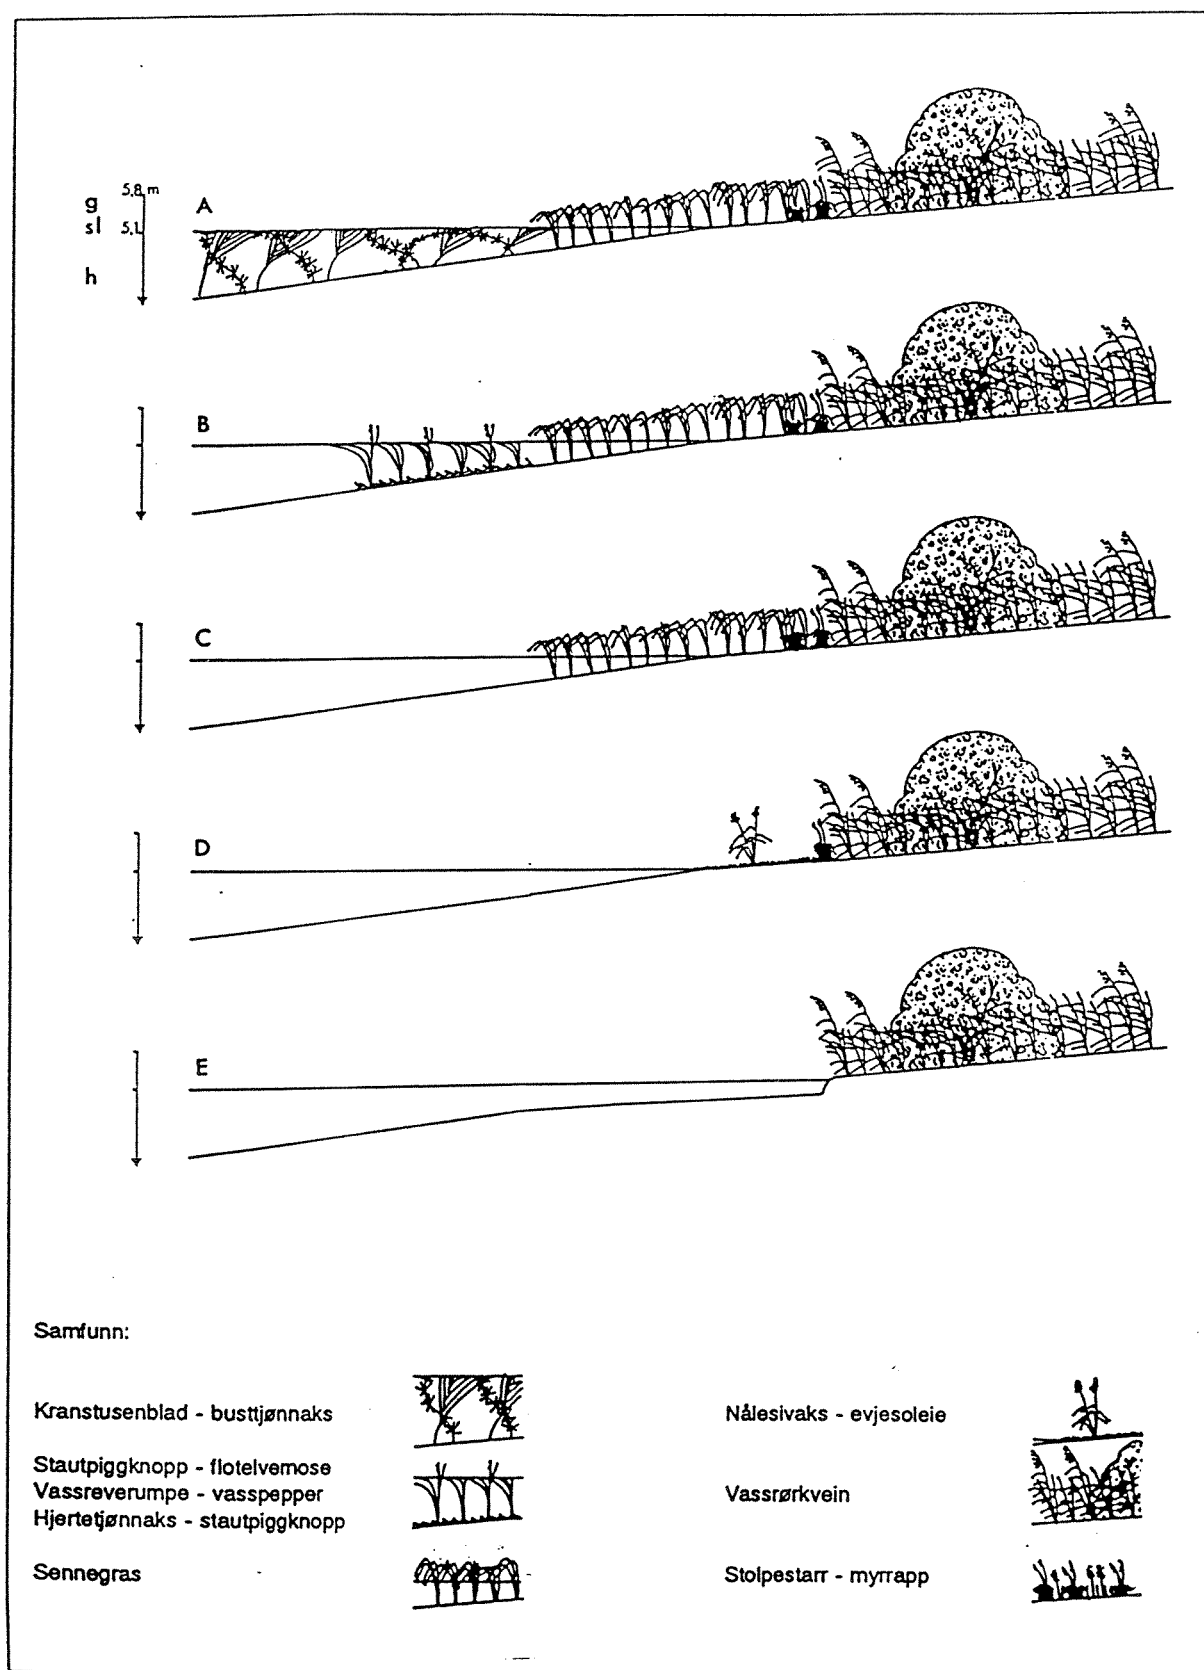 5,8 m
g
A
sl 5,1
h
B
C
D
E
Samfunn:
Kranstusenblad - busttjønnaks
Stautpiggknopp - flotelvemose
Vassreverumpe - vasspepper
Hjertetjønnaks - stautpiggknopp
Sennegras
Nålesivaks - evjesoleie
Vassrørkvein
Stolpestarr - myrrapp